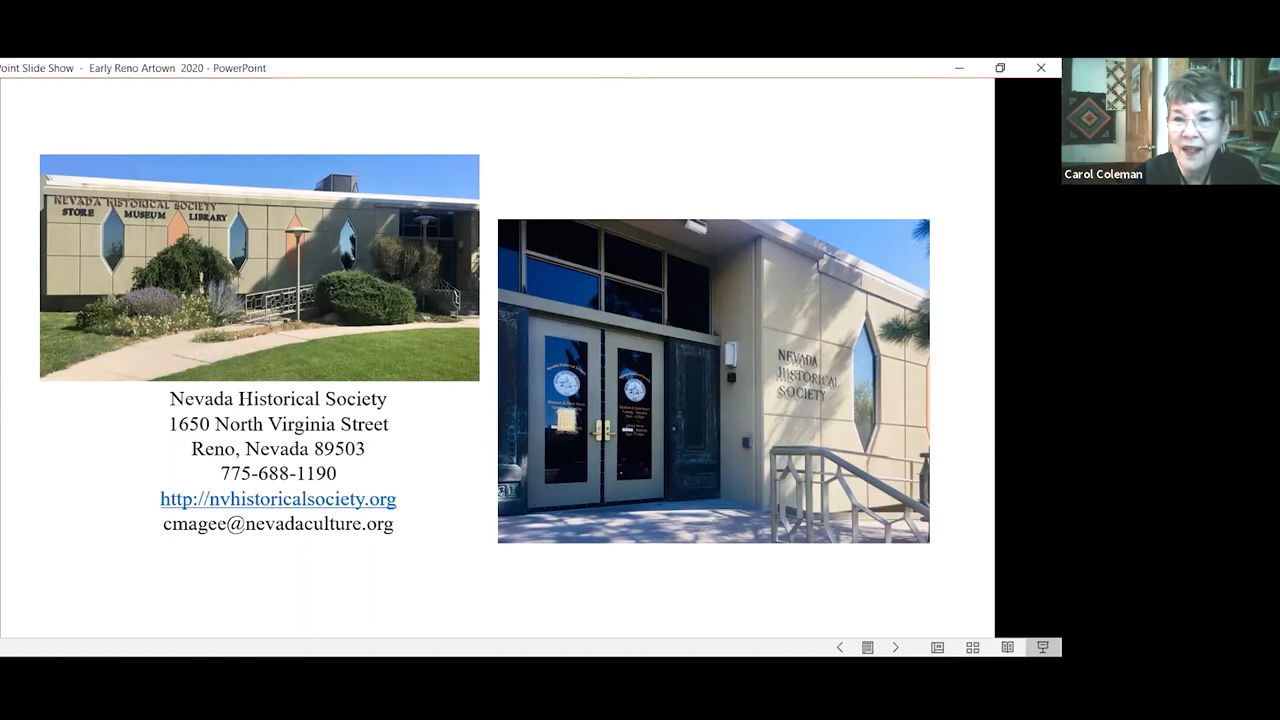 Point Slide Show - Early Reno Artown 2020 - PowerPoint
Carol Coleman
NEVADA HISTORICAL SOCIETY
STORE MUSEUM LIBRARY
NEVADA
HISTORICAL
SOCIETY
Nevada Historical Society
1650 North Virginia Street
Reno, Nevada 89503
775-688-1190
http://nvhistoricalsociety.org
cmagee@nevadaculture.org